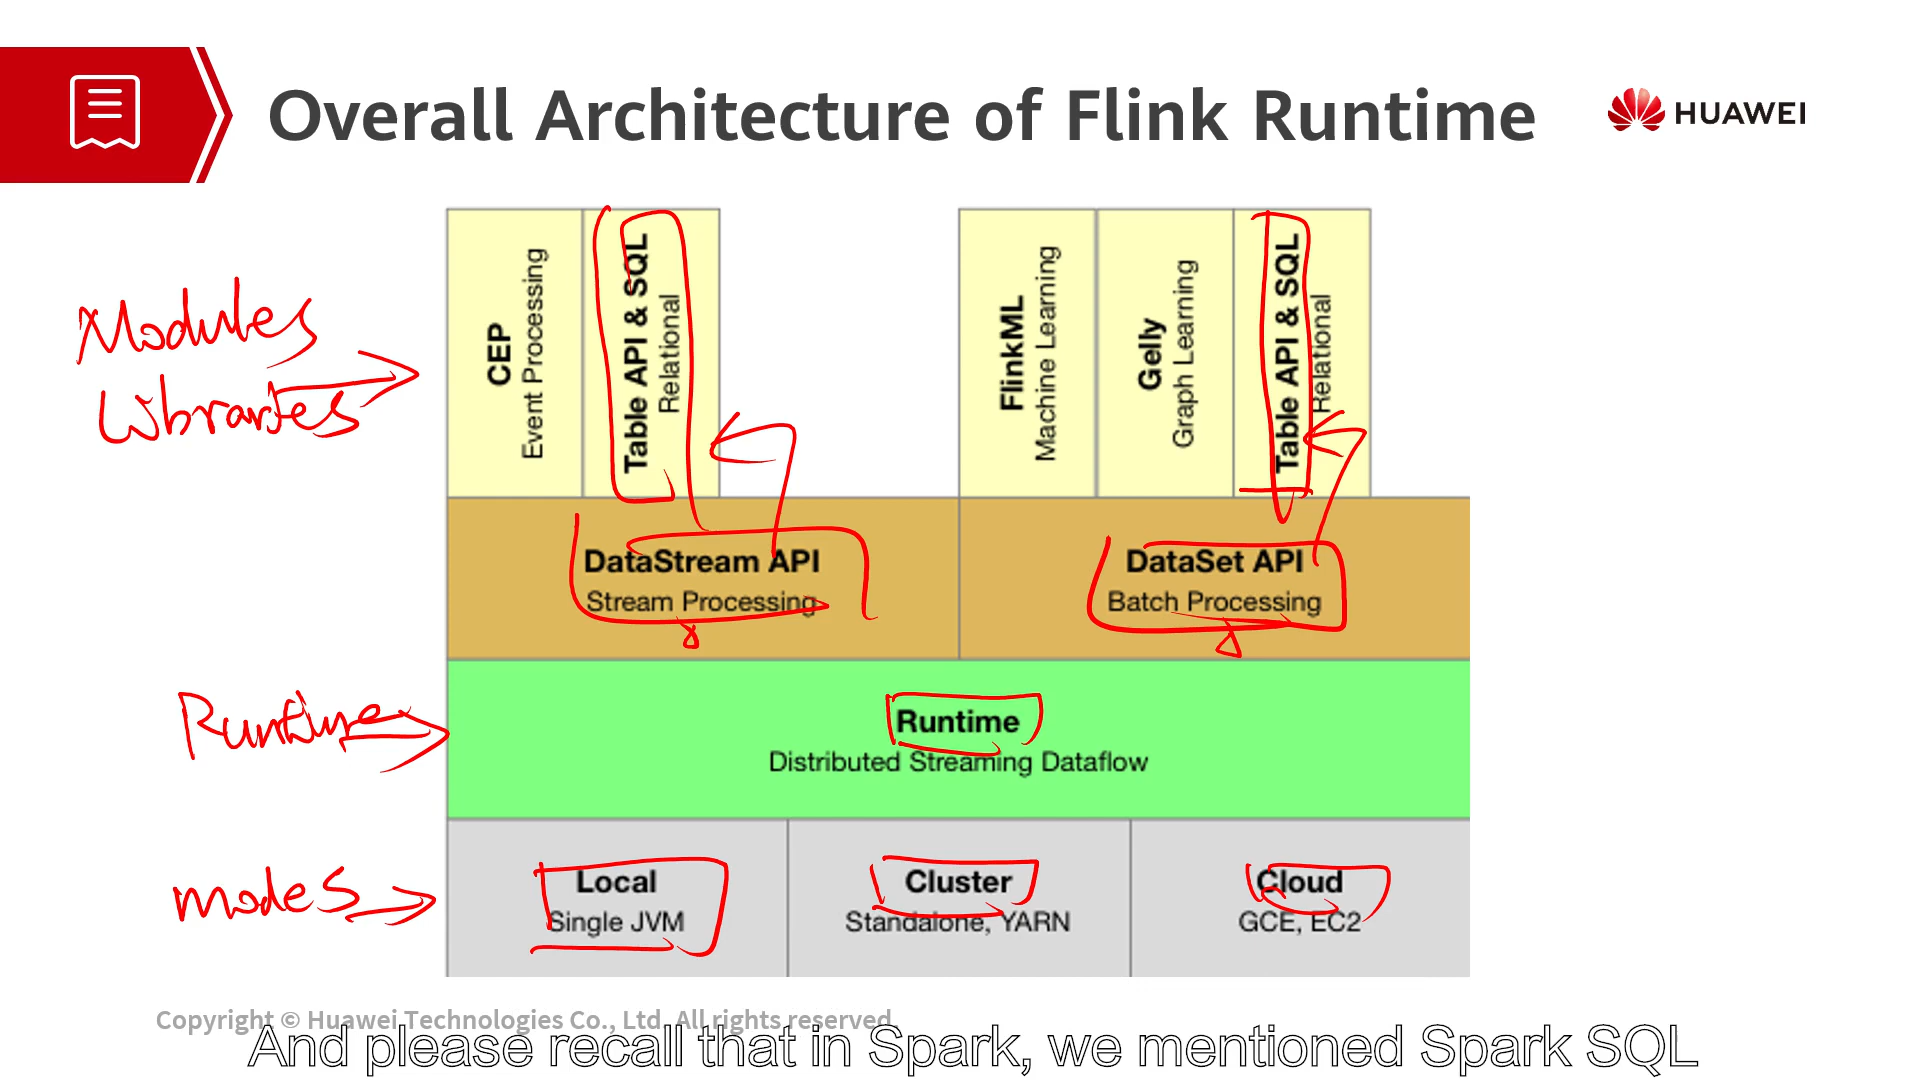 Overall Architecture of Flink Runtime
HUAWEI
Modules
Libraries
CEP
Event Processing
Table API & SQL
Relational
FlinkML
Machine Learning
Gelly
Graph Learning
Table API & SQL
Relational
DataStream API
Stream Processing
DataSet API
Batch Processing
Runtime
Runtime
Distributed Streaming Dataflow
modes
Local
Single JVM
Cluster
Standalone, YARN
Cloud
GCE, EC2
Copyright © Huawei Technologies Co., Ltd. All rights reserved.
And please recall that in Spark, we mentioned Spark SQL